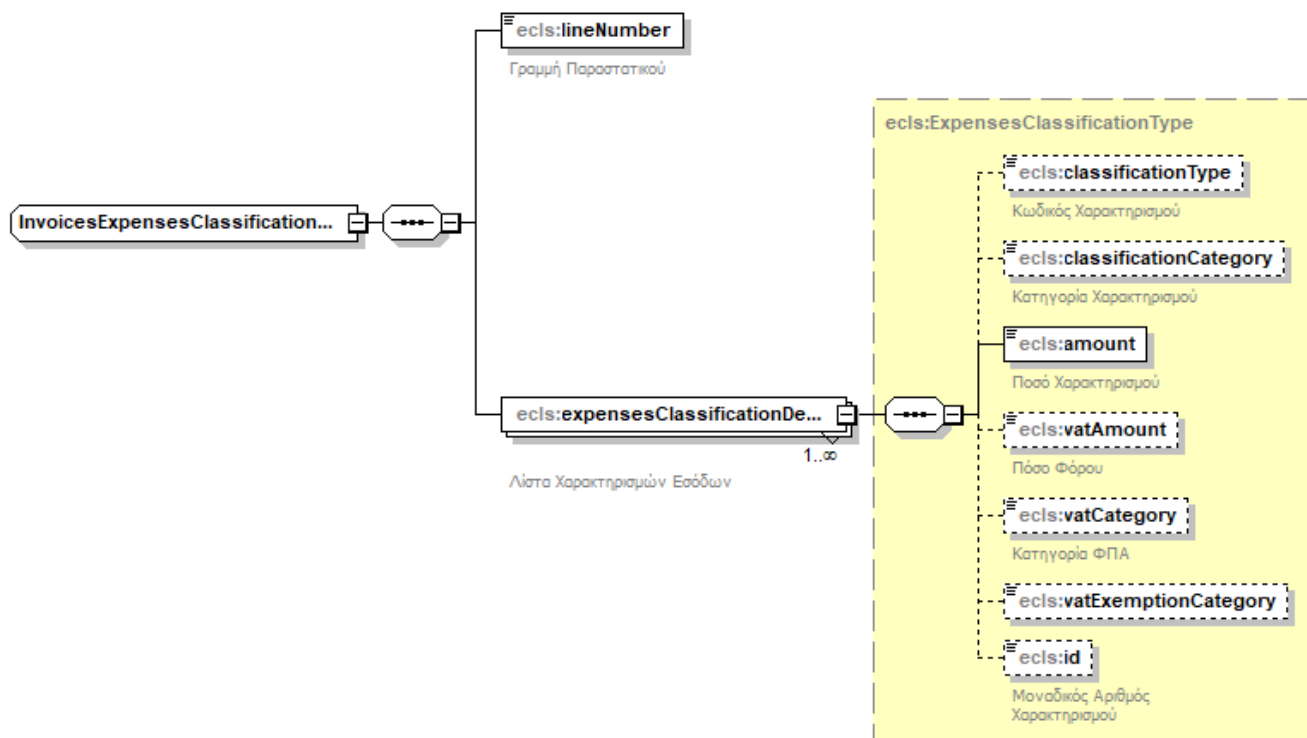 ecls:lineNumber
Γραμμή Παραστατικού
ecls:ExpensesClassificationType
ecls:classificationType
Κωδικός Χαρακτηρισμού
InvoicesExpensesClassification...
ecls:classificationCategory
Κατηγορία Χαρακτηρισμού
ecls:amount
Ποσό Χαρακτηρισμού
ecls:expensesClassificationDe...
1..∞
Λίστα Χαρακτηρισμών Εσόδων
ecls:vatAmount
Πόσο Φόρου
ecls:vatCategory
Κατηγορία ΦΠΑ
ecls:vatExemptionCategory
ecls:id
Μοναδικός Αριθμός
Χαρακτηρισμού